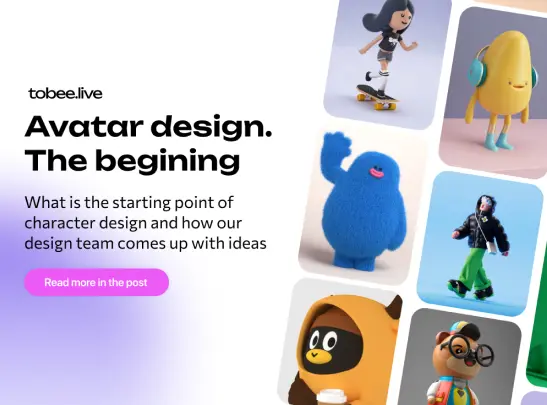 tobee.live
Avatar design.
The begining
What is the starting point of
character design and how our
design team comes up with ideas
Read more in the post